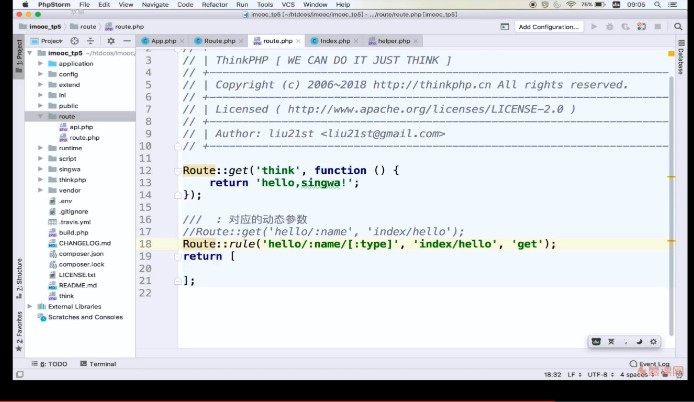 PhpStorm File Edit View Navigate Code Refactor Run Tools VCS Window Help 75% 09:05
imooc_tp5 [~/htdcos/imooc/imooc_tp5] - .../route/route.php [imooc_tp5]
imooc_tp5 route route.php Add Configuration...
Project App.php Route.php route.php Index.php helper.php
1: Project
Database
imooc_tp5 ~/htdcos/imooc/
application
config
extend
public
route
api.php
route.php
runtime
script
singwa
thinkphp
vendor
.env
.gitignore
.travis.yml
build.php
CHANGELOG.md
composer.json
composer.lock
LICENSE.txt
README.md
think
External Libraries
Scratches and Consoles
2 // +
3 // | ThinkPHP [ WE CAN DO IT JUST THINK ]
4 // +
5 // | Copyright (c) 2006~2018 http://thinkphp.cn All rights reserved.
6 // +
7 // | Licensed ( http://www.apache.org/licenses/LICENSE-2.0 )
8 // +
9 // | Author: liu21st <liu21st@gmail.com>
10 // +
11
12 Route::get('think', function () {
13 return 'hello,singwa!';
14 });
15
16 /// : 对应的动态参数
17 //Route::get('hello/:name', 'index/hello');
18 Route::rule('hello/:name/[:type]', 'index/hello', 'get');
19 return [
20
21 ];
22
Z: Structure
2: Favorites
英
6: TODO Terminal Event Log
18:32 LF UTF-8 4 spaces